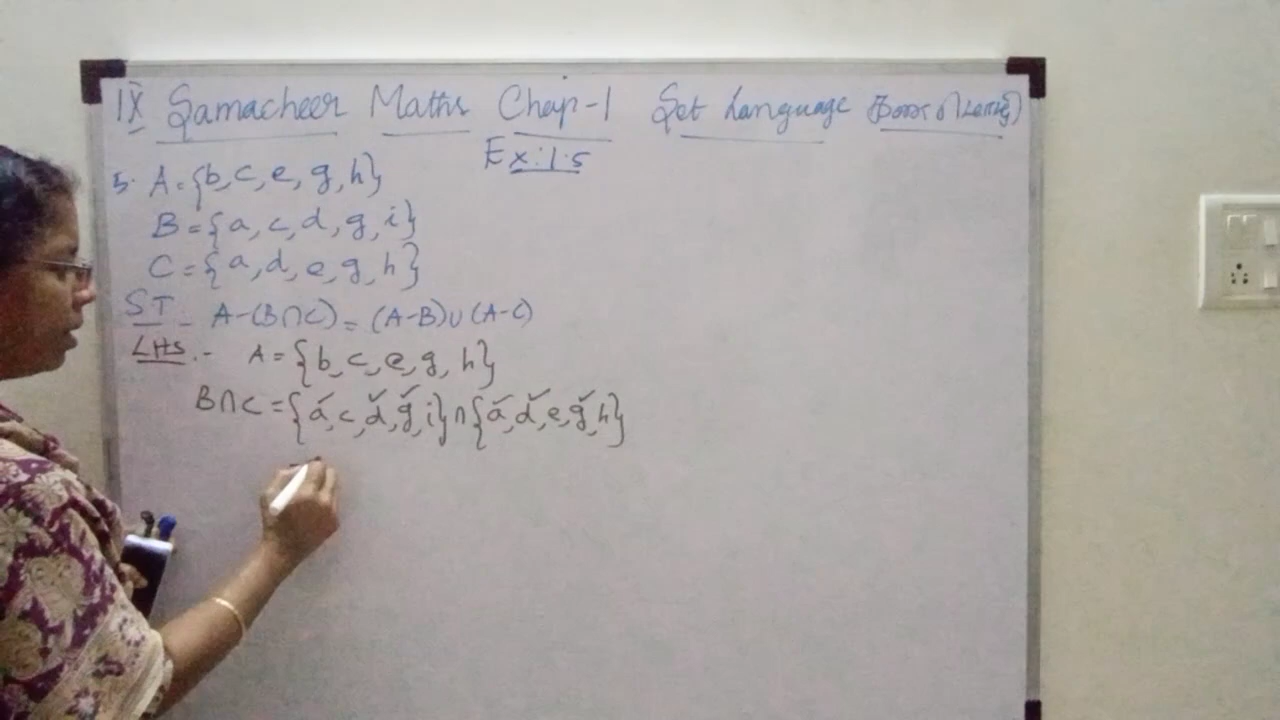 IX Samacheer Maths Chap-1 Set Language
Ex:1.5
5. A={b, c, e, g, h}
B={a, c, d, g, i}
C={a, d, e, g, h}
ST - A-(B∩C) = (A-B)∪(A-C)
LHS:- A={b, c, e, g, h}
B∩C={a, c, d, g, i}∩{a, d, e, g, h}